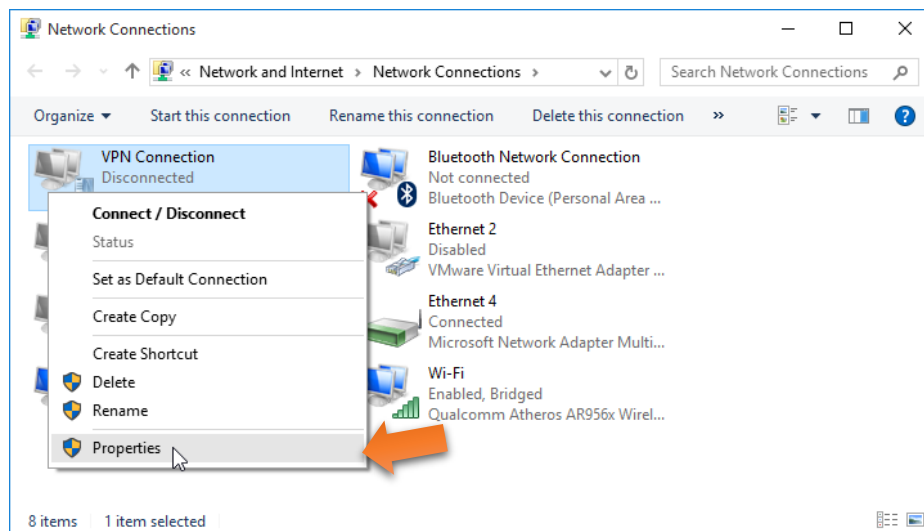 Network Connections
« Network and Internet › Network Connections ›
Search Network Connections
Organize Start this connection Rename this connection Delete this connection »
VPN Connection
Disconnected
Connect / Disconnect
Status
Set as Default Connection
Create Copy
Create Shortcut
Delete
Rename
Properties
Bluetooth Network Connection
Not connected
Bluetooth Device (Personal Area ...
Ethernet 2
Disabled
VMware Virtual Ethernet Adapter ...
Ethernet 4
Connected
Microsoft Network Adapter Multi...
Wi-Fi
Enabled, Bridged
Qualcomm Atheros AR956x Wirel...
8 items 1 item selected